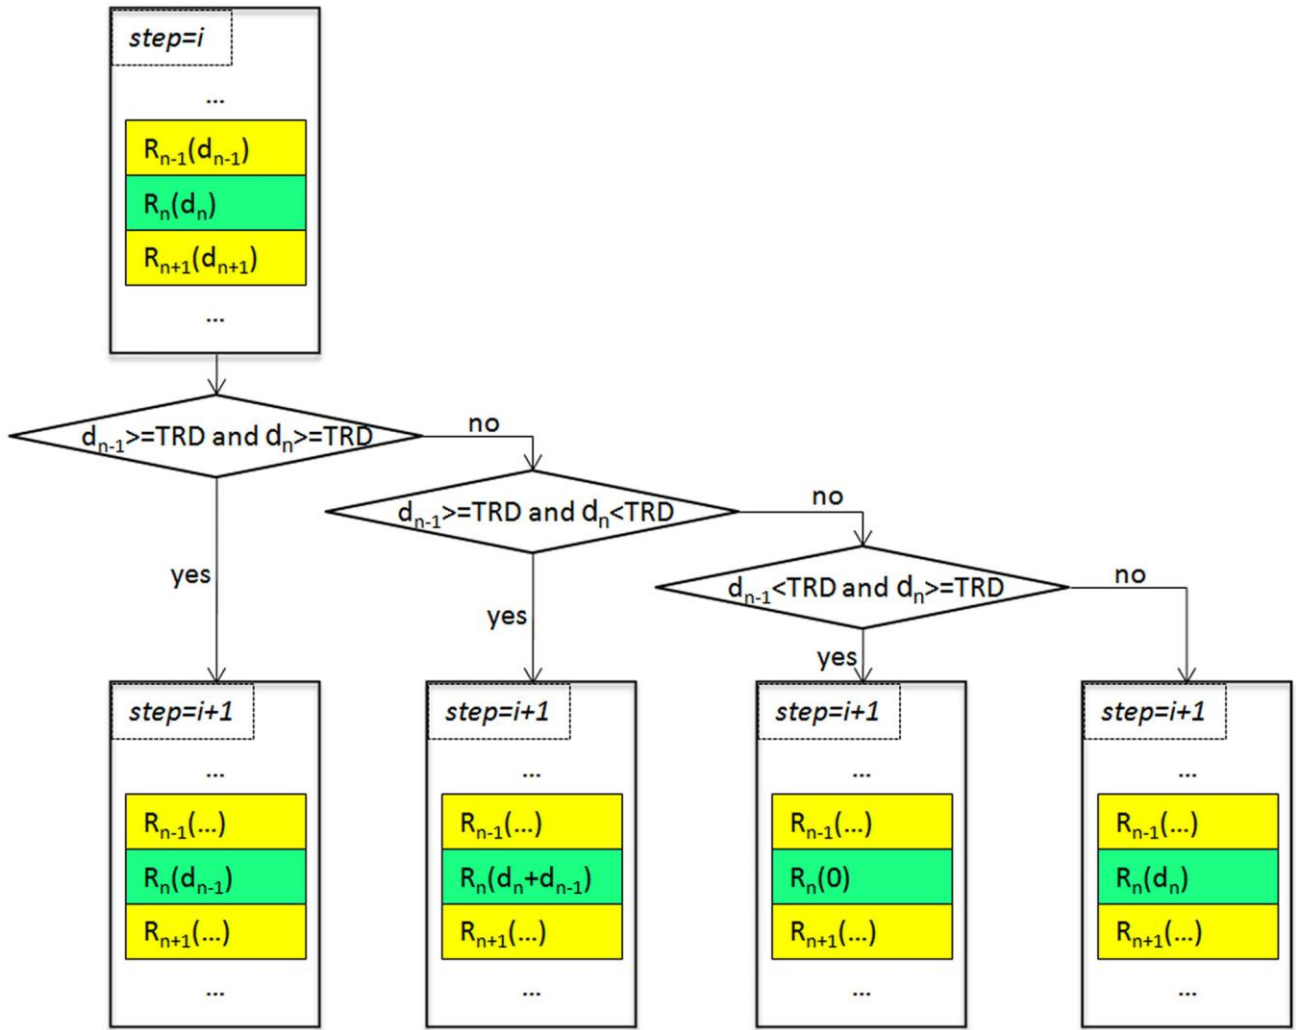 step=i
...
Rn-1(dn-1)
Rn(dn)
Rn+1(dn+1)
...
dn-1>=TRD and dn>=TRD
no
dn-1>=TRD and dn<TRD
no
dn-1<TRD and dn>=TRD
no
yes
yes
yes
step=i+1
...
Rn-1(...)
Rn(dn-1)
Rn+1(...)
...
step=i+1
...
Rn-1(...)
Rn(dn+dn-1)
Rn+1(...)
...
step=i+1
...
Rn-1(...)
Rn(0)
Rn+1(...)
...
step=i+1
...
Rn-1(...)
Rn(dn)
Rn+1(...)
...